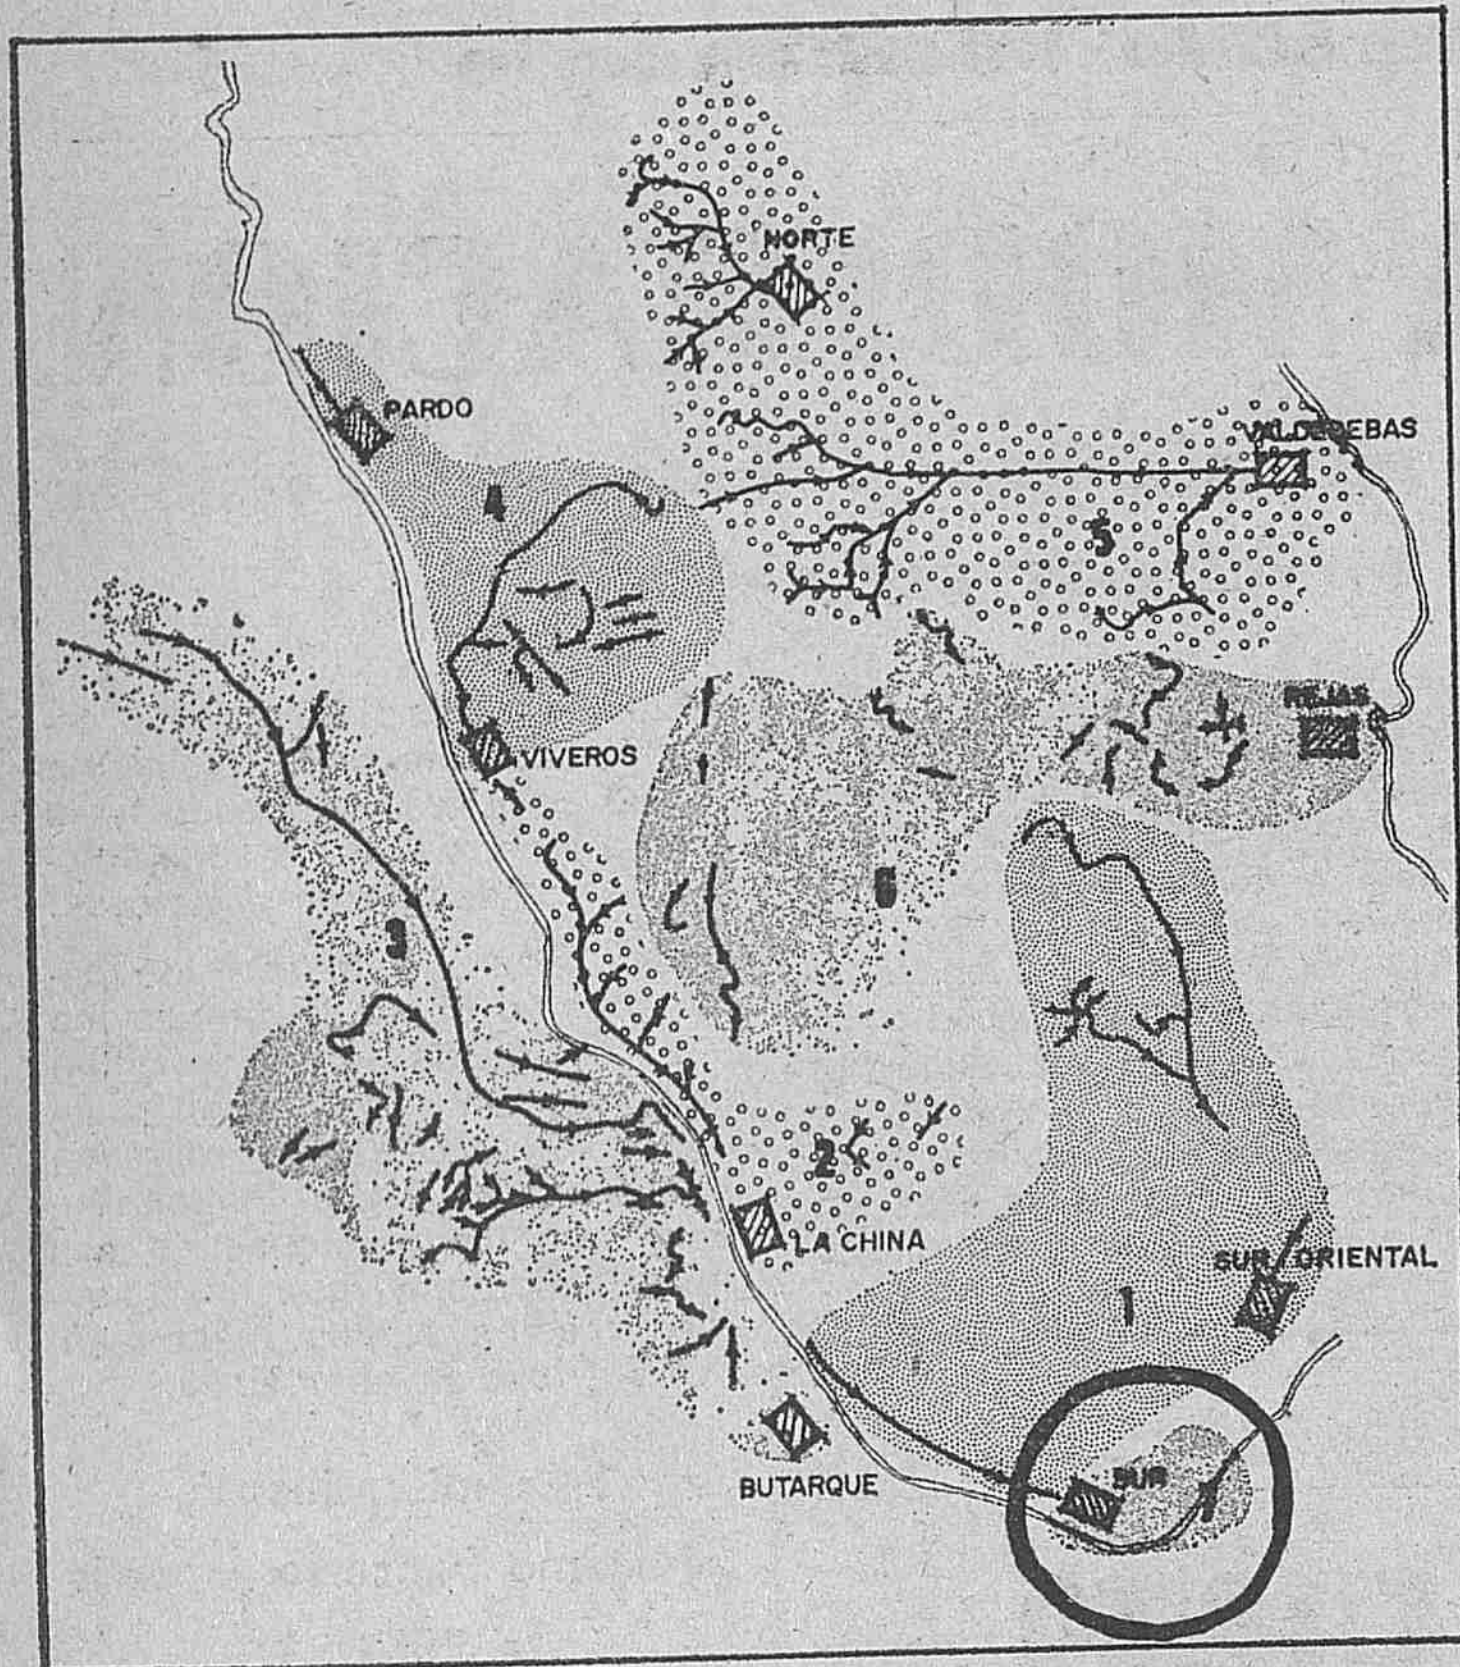 NORTE
PARDO
VALDEBEBAS
4
5
REJAS
VIVEROS
6
3
2
LA CHINA
SUR/ORIENTAL
1
BUTARQUE
SUR